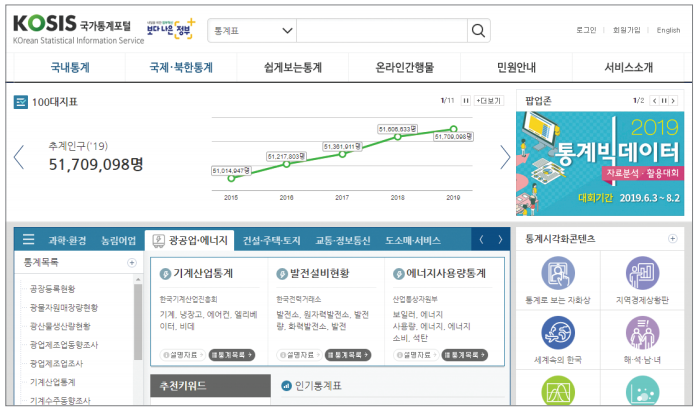 KOSIS 국가통계포털
KOrean Statistical Information Service
보다 나은 정부
통계표
로그인 회원가입 English
국내통계 국제·북한통계 쉽게보는통계 온라인간행물 민원안내 서비스소개
100대지표
1/11 +더보기
추계인구('19)
51,709,098명
51,014,947명
51,217,803명
51,361,911명
51,606,633명
51,709,098명
2015 2016 2017 2018 2019
팝업존
1/2
2019
통계빅데이터
자료분석·활용대회
대회기간 2019.6.3~8.2
과학·환경 농림어업 광공업·에너지 건설·주택·토지 교통·정보통신 도소매·서비스
통계목록
공장등록현황
광물자원매장량현황
광산물생산량현황
광업제조업동향조사
광업제조업조사
기계산업통계
기계수주동향조사
기계산업통계
한국기계산업진흥회
기계, 냉장고, 에어컨, 엘리베
이터, 비데
설명자료 통계목록
발전설비현황
한국전력거래소
발전소, 원자력발전소, 발전
량, 화력발전소, 발전
설명자료 통계목록
에너지사용량통계
산업통상자원부
보일러, 에너지
사용량, 에너지, 에너지
소비, 석탄
설명자료 통계목록
추천키워드
인기통계표
통계시각화콘텐츠
통계로 보는 자화상
지역경제상황판
세계속의 한국
해·석·남·녀